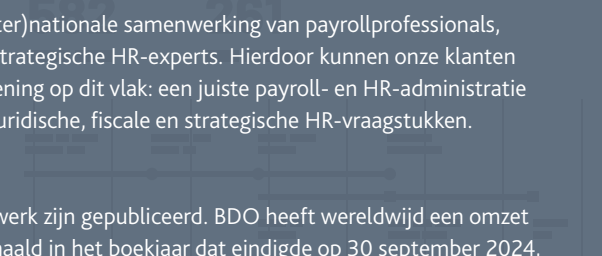 ter)nationale samenwerking van payrollprofessionals,
trategische HR-experts. Hierdoor kunnen onze klanten
ening op dit vlak: een juiste payroll- en HR-administratie
uridische, fiscale en strategische HR-vraagstukken.
werk zijn gepubliceerd. BDO heeft wereldwijd een omzet
haald in het boekjaar dat eindigde op 30 september 2024.